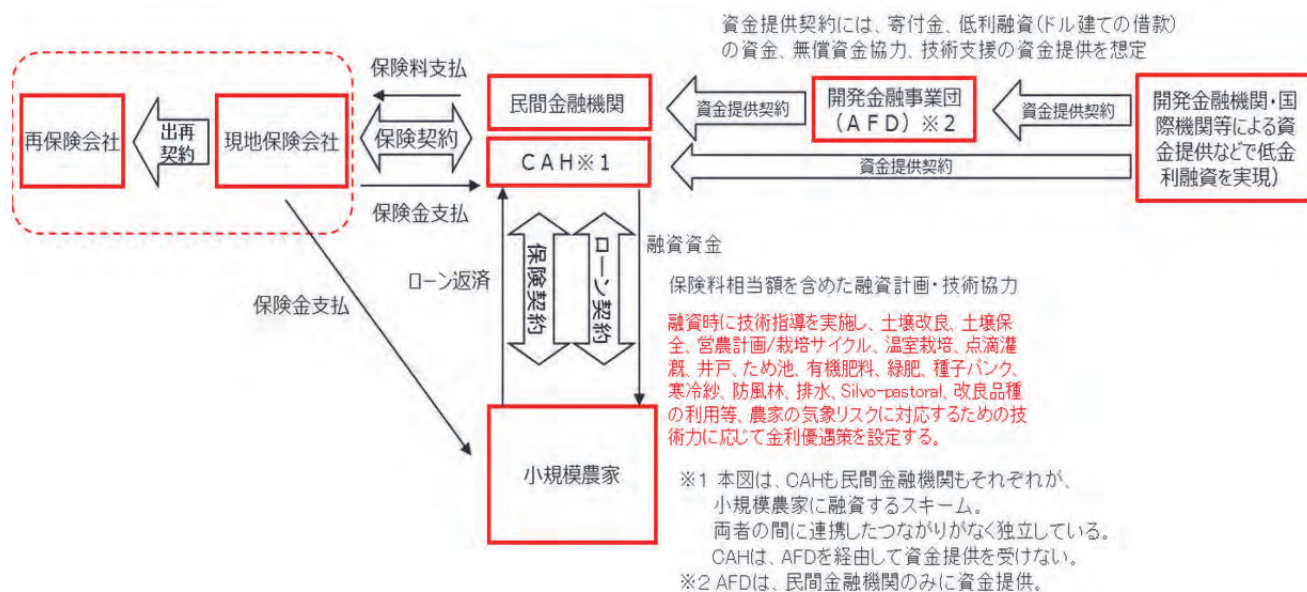 資金提供契約には、寄付金、低利融資(ドル建ての借款)
の資金、無償資金協力、技術支援の資金提供を想定
保険料支払
再保険会社
出再
契約
現地保険会社
保険契約
民間金融機関
CAH※1
資金提供契約
開発金融事業団
(AFD)※2
資金提供契約
開発金融機関・国
際機関等による資
金提供などで低金
利融資を実現)
資金提供契約
保険金支払
保険金支払
ローン返済
保険契約
ローン契約
融資資金
保険料相当額を含めた融資計画・技術協力
融資時に技術指導を実施し、土壌改良、土壌保
全、営農計画/栽培サイクル、温室栽培、点滴灌
漑、井戸、ため池、有機肥料、緑肥、種子バンク、
寒冷紗、防風林、排水、Silvo-pastoral、改良品種
の利用等、農家の気象リスクに対応するための技
術力に応じて金利優遇策を設定する。
小規模農家
※1 本図は、CAHも民間金融機関もそれぞれが、
小規模農家に融資するスキーム。
両者の間に連携したつながりがなく独立している。
CAHは、AFDを経由して資金提供を受けない。
※2 AFDは、民間金融機関のみに資金提供。